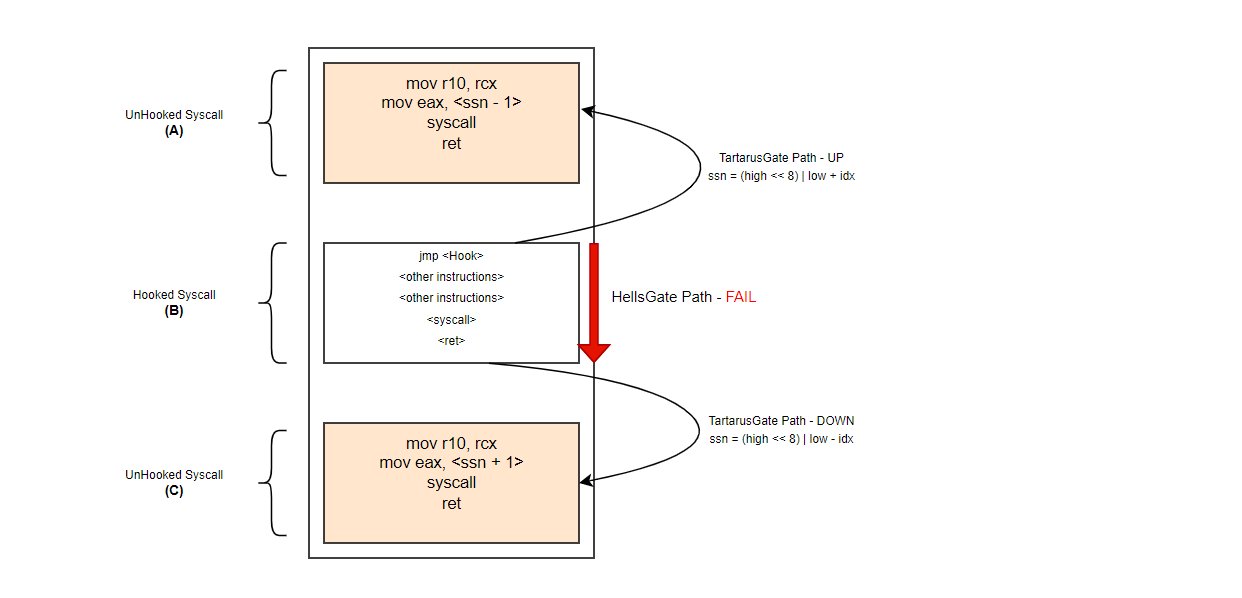 mov r10, rcx
mov eax, <ssn - 1>
syscall
ret
UnHooked Syscall
(A)
TartarusGate Path - UP
ssn = (high << 8) | low + idx
jmp <Hook>
<other instructions>
<other instructions>
<syscall>
<ret>
Hooked Syscall
(B)
HellsGate Path - FAIL
mov r10, rcx
mov eax, <ssn + 1>
syscall
ret
UnHooked Syscall
(C)
TartarusGate Path - DOWN
ssn = (high << 8) | low - idx